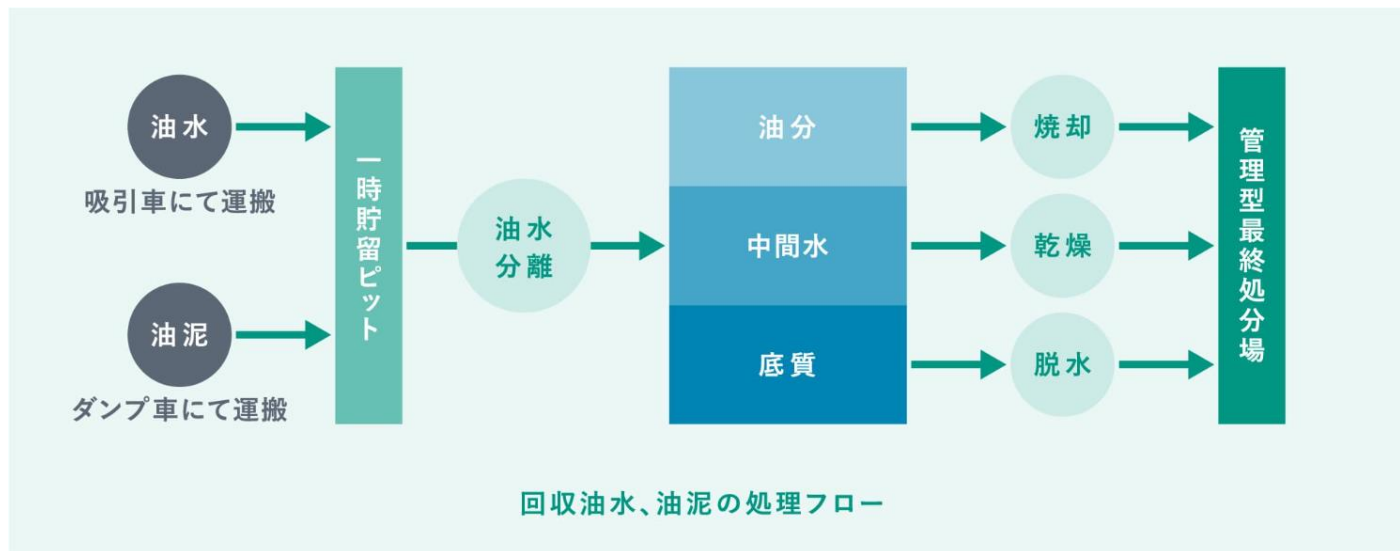 油水
吸引車にて運搬
油泥
ダンプ車にて運搬
一時貯留ピット
油水
分離
油分
中間水
底質
焼却
乾燥
脱水
管理型最終処分場
回収油水、油泥の処理フロー